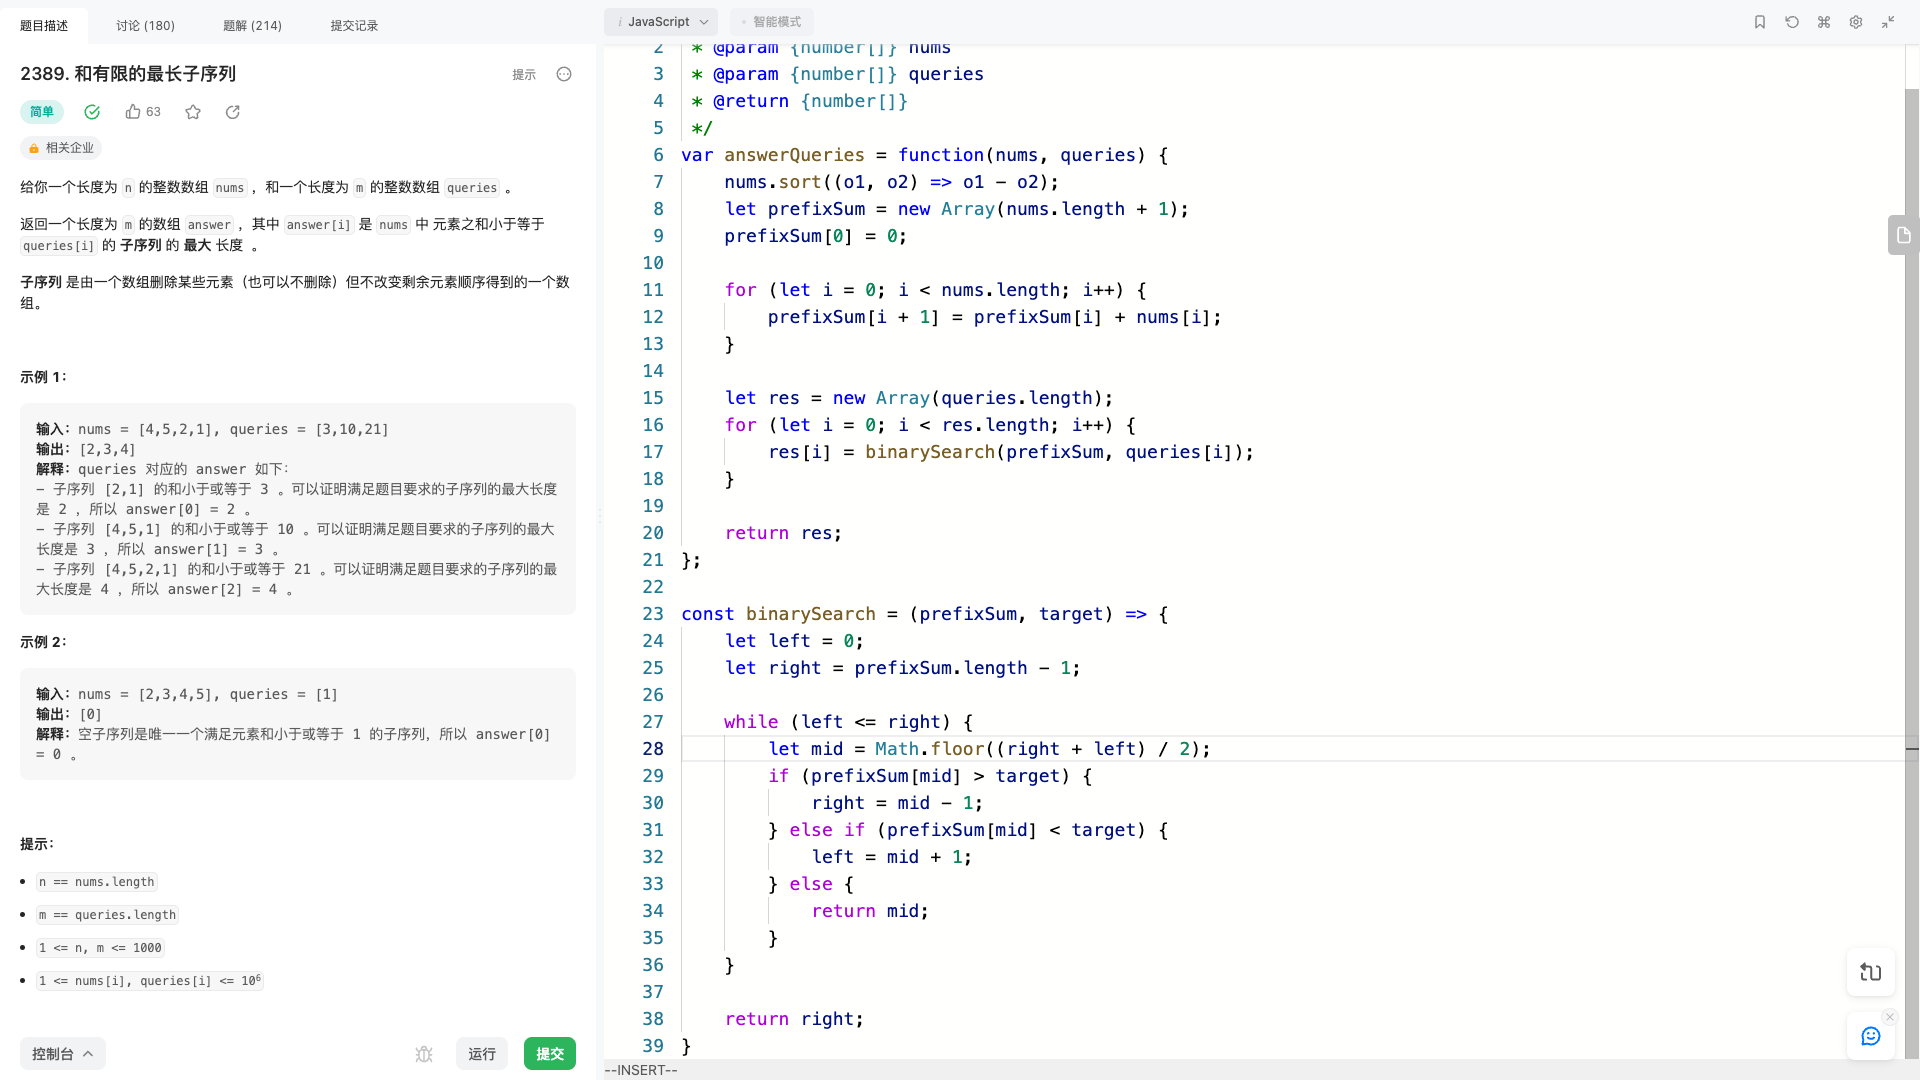 题目描述
讨论 (180)
题解 (214)
提交记录
2389. 和有限的最长子序列
提示
简单
63
相关企业
给你一个长度为 n 的整数数组 nums ，和一个长度为 m 的整数数组 queries 。
返回一个长度为 m 的数组 answer ，其中 answer[i] 是 nums 中 元素之和小于等于
queries[i] 的 子序列 的 最大 长度 。
子序列 是由一个数组删除某些元素（也可以不删除）但不改变剩余元素顺序得到的一个数
组。
示例 1：
输入：nums = [4,5,2,1], queries = [3,10,21]
输出：[2,3,4]
解释：queries 对应的 answer 如下：
- 子序列 [2,1] 的和小于或等于 3 。可以证明满足题目要求的子序列的最大长度
是 2 ，所以 answer[0] = 2 。
- 子序列 [4,5,1] 的和小于或等于 10 。可以证明满足题目要求的子序列的最大
长度是 3 ，所以 answer[1] = 3 。
- 子序列 [4,5,2,1] 的和小于或等于 21 。可以证明满足题目要求的子序列的最
大长度是 4 ，所以 answer[2] = 4 。
示例 2：
输入：nums = [2,3,4,5], queries = [1]
输出：[0]
解释：空子序列是唯一一个满足元素和小于或等于 1 的子序列，所以 answer[0]
= 0 。
提示：
n == nums.length
m == queries.length
1 <= n, m <= 1000
1 <= nums[i], queries[i] <= 10⁶
控制台
运行
提交
i JavaScript
智能模式
2 * @param {number[]} nums
3 * @param {number[]} queries
4 * @return {number[]}
5 */
6 var answerQueries = function(nums, queries) {
7 nums.sort((o1, o2) => o1 - o2);
8 let prefixSum = new Array(nums.length + 1);
9 prefixSum[0] = 0;
10
11 for (let i = 0; i < nums.length; i++) {
12 prefixSum[i + 1] = prefixSum[i] + nums[i];
13 }
14
15 let res = new Array(queries.length);
16 for (let i = 0; i < res.length; i++) {
17 res[i] = binarySearch(prefixSum, queries[i]);
18 }
19
20 return res;
21 };
22
23 const binarySearch = (prefixSum, target) => {
24 let left = 0;
25 let right = prefixSum.length - 1;
26
27 while (left <= right) {
28 let mid = Math.floor((right + left) / 2);
29 if (prefixSum[mid] > target) {
30 right = mid - 1;
31 } else if (prefixSum[mid] < target) {
32 left = mid + 1;
33 } else {
34 return mid;
35 }
36 }
37
38 return right;
39 }
--INSERT--